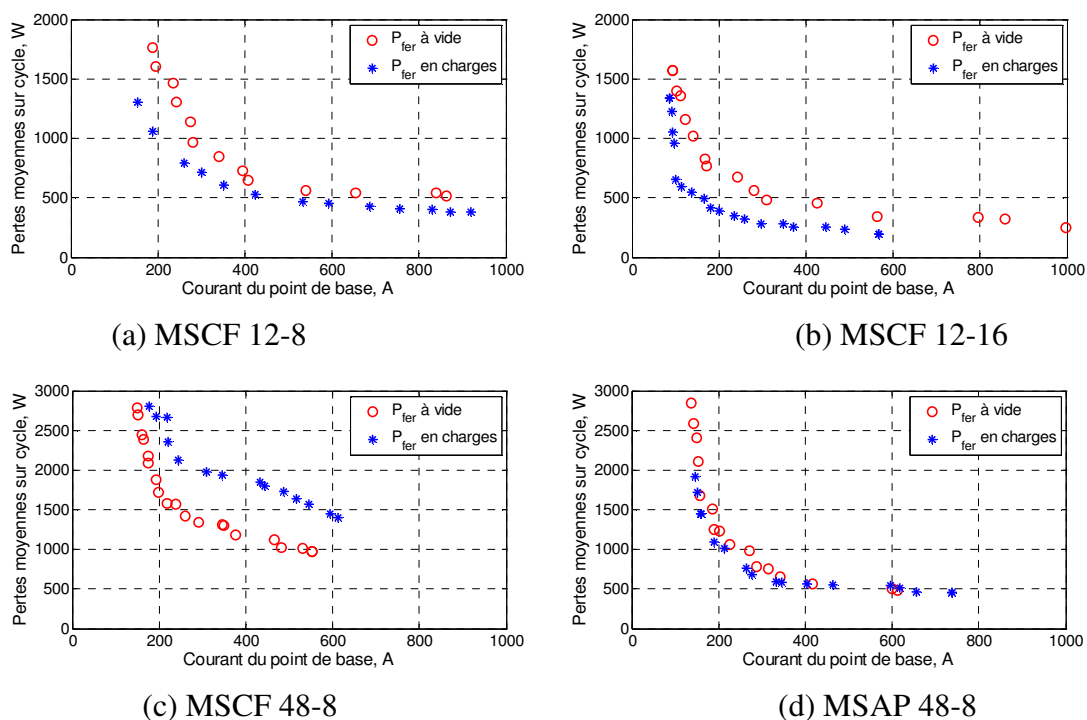 2000
1500
1000
500
0
0
200
400
600
800
1000
Pertes moyennes sur cycle, W
Courant du point de base, A
P_fer à vide
P_fer en charges
(a) MSCF 12-8
2000
1500
1000
500
0
0
200
400
600
800
1000
Pertes moyennes sur cycle, W
Courant du point de base, A
P_fer à vide
P_fer en charges
(b) MSCF 12-16
3000
2500
2000
1500
1000
500
0
0
200
400
600
800
1000
Pertes moyennes sur cycle, W
Courant du point de base, A
P_fer à vide
P_fer en charges
(c) MSCF 48-8
3000
2500
2000
1500
1000
500
0
0
200
400
600
800
1000
Pertes moyennes sur cycle, W
Courant du point de base, A
P_fer à vide
P_fer en charges
(d) MSAP 48-8